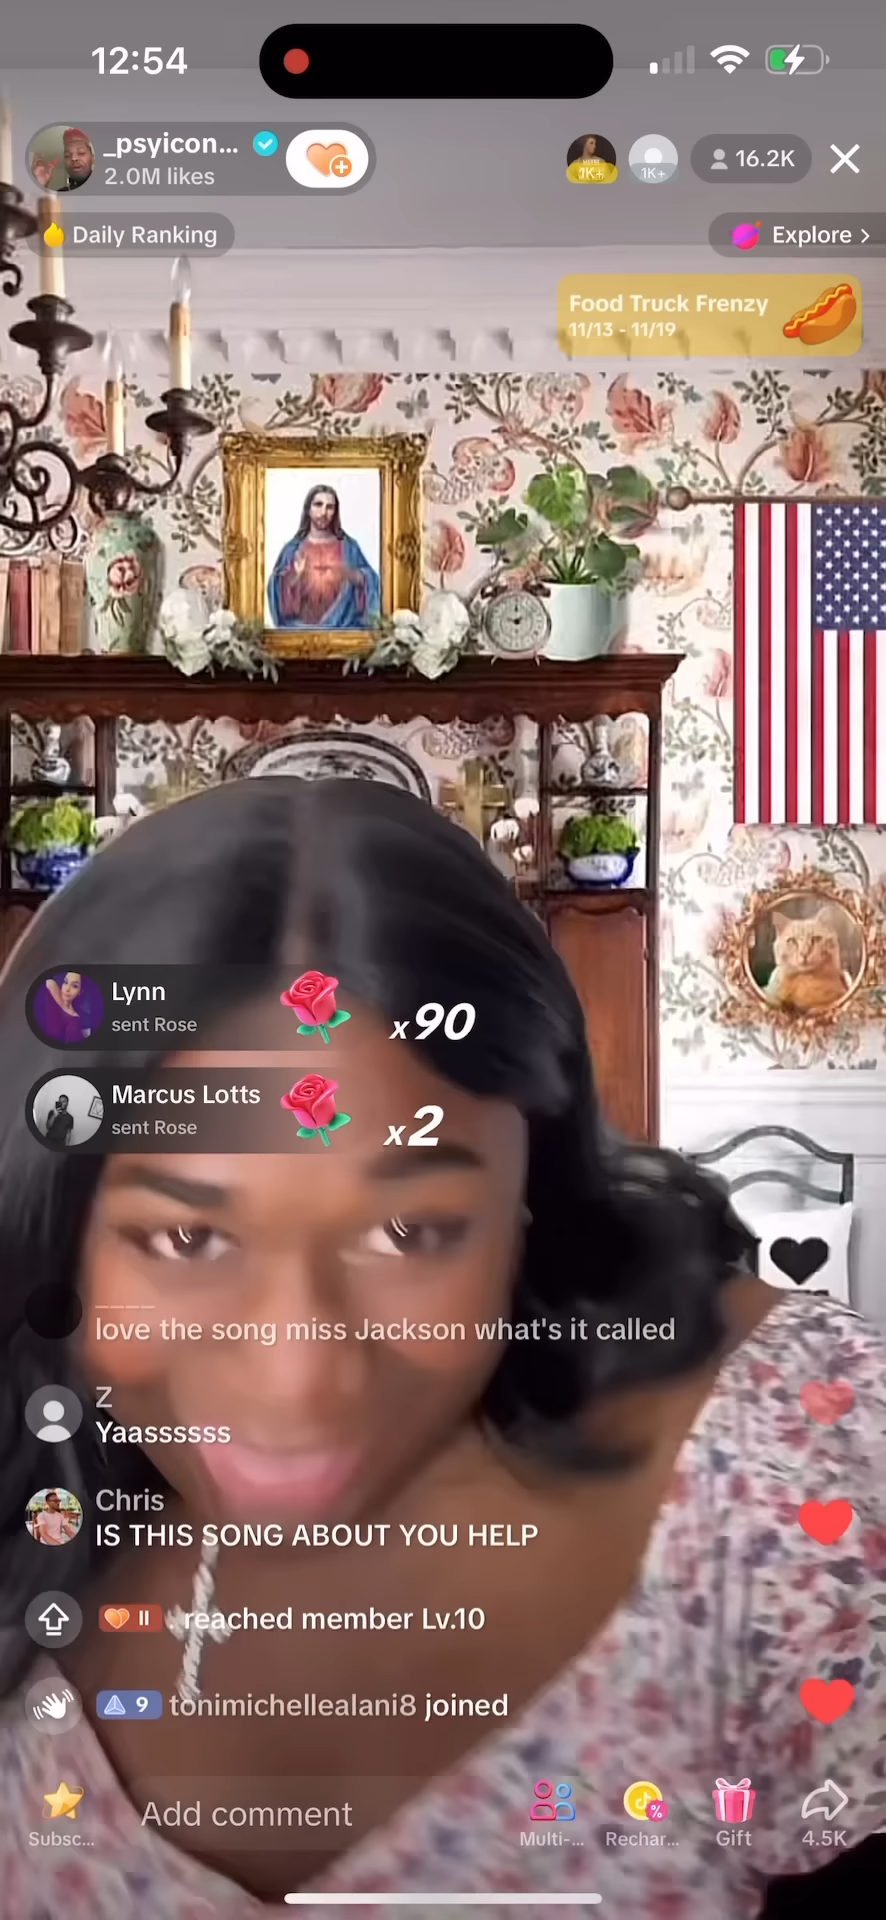 12:54
_psyicon...
2.0M likes
1K+
1K+
16.2K
Daily Ranking
Explore >
Food Truck Frenzy
11/13 - 11/19
Lynn
sent Rose
x90
Marcus Lotts
sent Rose
x2
____
love the song miss Jackson what's it called
Z
Yaassssss
Chris
IS THIS SONG ABOUT YOU HELP
II . reached member Lv.10
9 tonimichellealani8 joined
Add comment
Subsc...
Multi-...
Rechar...
Gift
4.5K